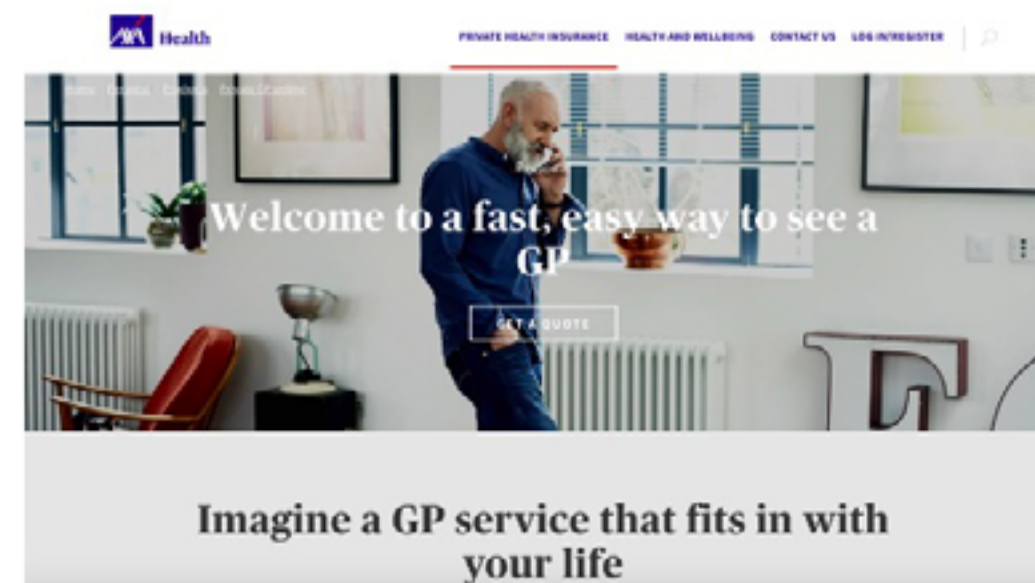 AXA Health
PRIVATE HEALTH INSURANCE HEALTH AND WELLBEING CONTACT US LOG IN/REGISTER
Welcome to a fast, easy way to see a
GP
GET A QUOTE
Imagine a GP service that fits in with
your life